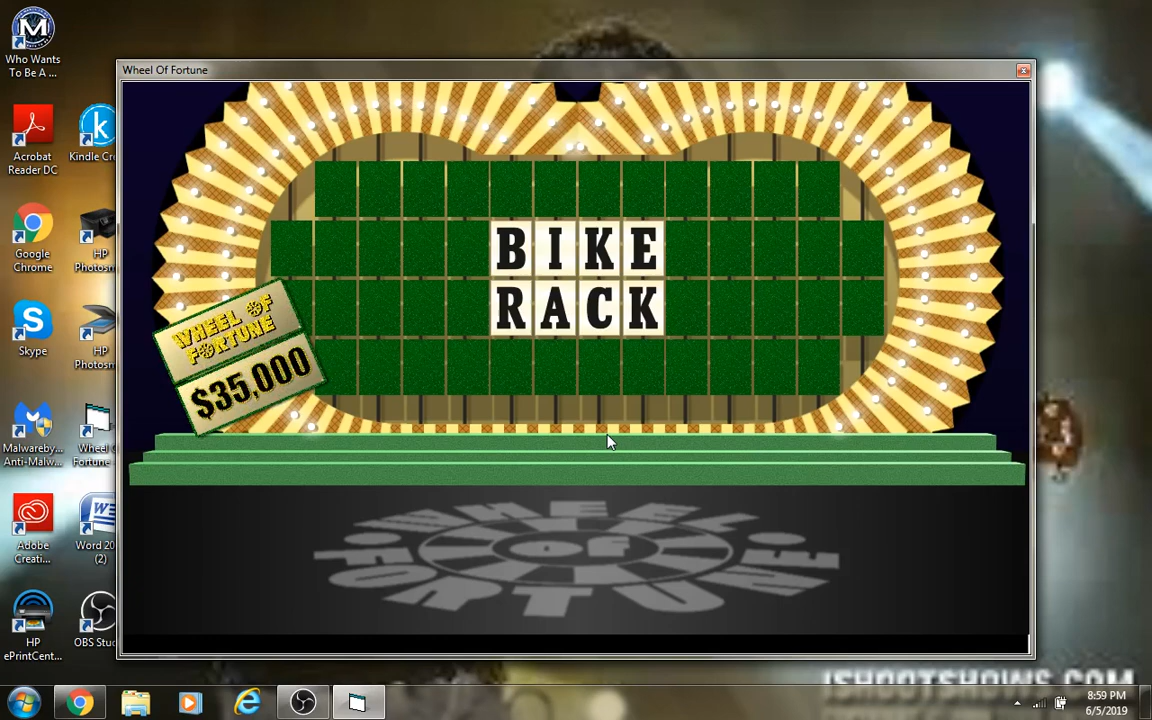 Who Wants
To Be A ...
Acrobat
Reader DC
Kindle Cre
Google
Chrome
HP
Photosm
Skype
HP
Photosm
Malwareby...
Anti-Malw...
Wheel O
Fortune
Adobe
Creati...
Word 20
(2)
HP
ePrintCent...
OBS Stud
Wheel Of Fortune
BIKE
RACK
WHEEL OF
FORTUNE
$35,000
WHEEL
OF
FORTUNE
ISHOOTSHOWS.COM
8:59 PM
6/5/2019